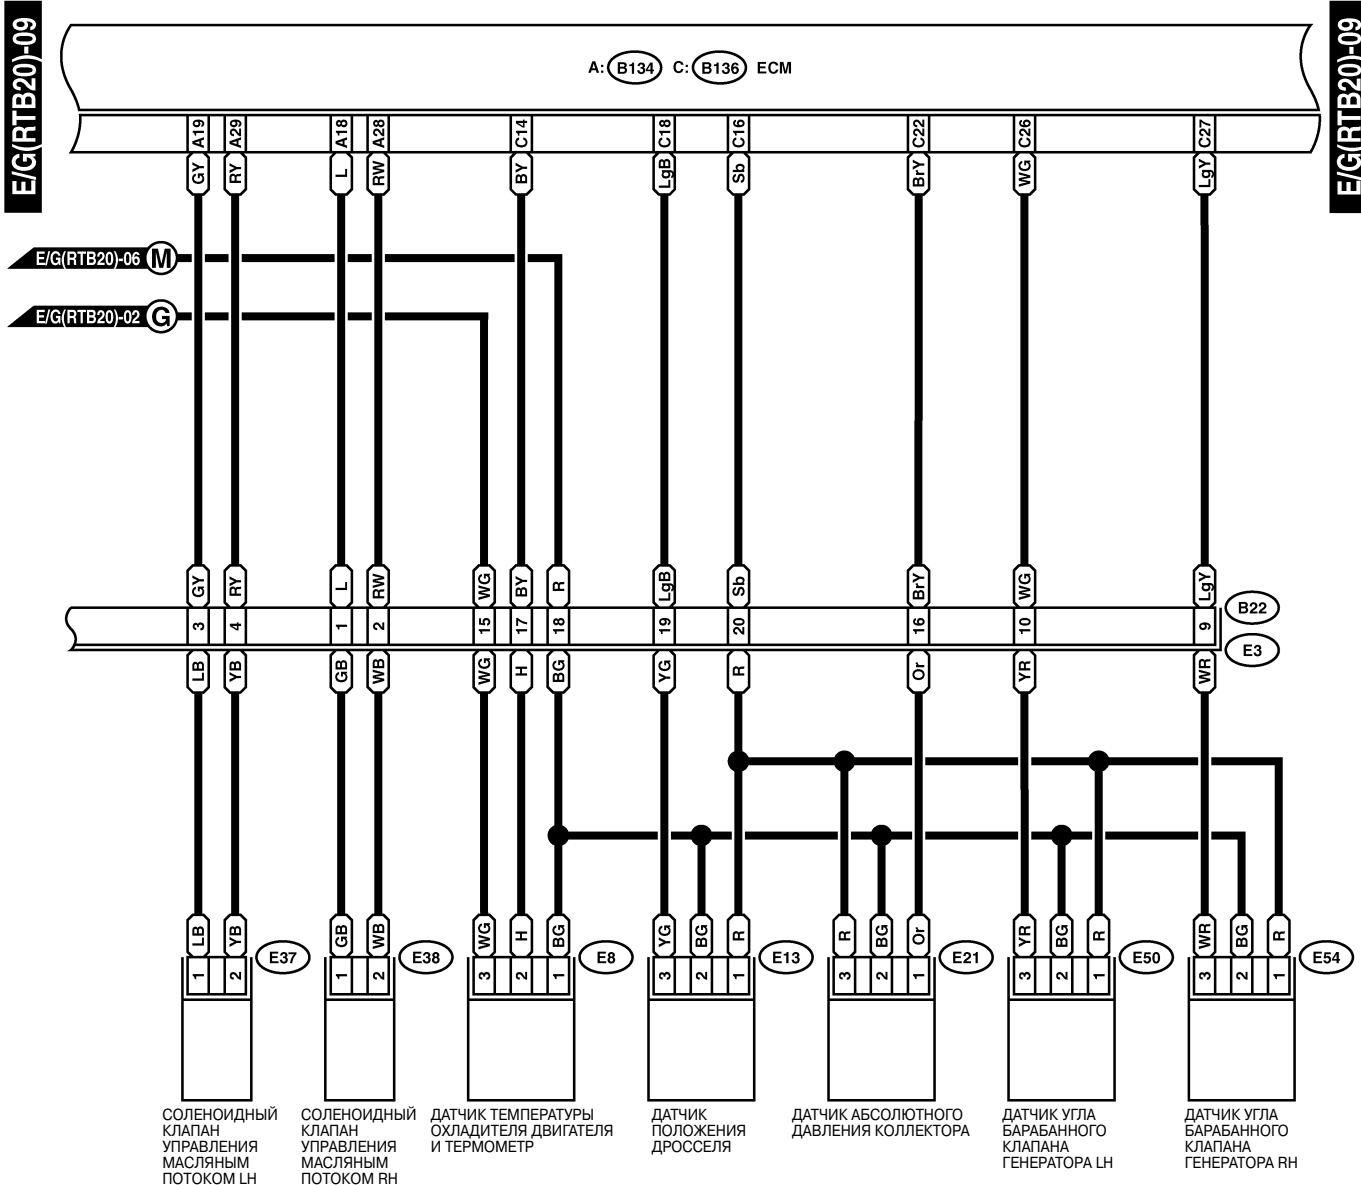 E/G(RTB20)-09
E/G(RTB20)-09
A: B134 C: B136 ECM
A19 A29 A18 A28 C14 C18 C16 C22 C26 C27
GY RY L RW BY LgB Sb BrY WG LgY
E/G(RTB20)-06 M
E/G(RTB20)-02 G
GY RY L RW WG BY R LgB Sb BrY WG LgY
B22
3 4 1 2 15 17 18 19 20 16 10 9
E3
LB YB GB WB WG H BG YG R Or YR WR
LB YB GB WB WG H BG YG BG R R BG Or YR BG R WR BG R
E37 E38 E8 E13 E21 E50 E54
1 2 1 2 3 2 1 3 2 1 3 2 1 3 2 1 3 2 1
СОЛЕНОИДНЫЙ
КЛАПАН
УПРАВЛЕНИЯ
МАСЛЯНЫМ
ПОТОКОМ LH
СОЛЕНОИДНЫЙ
КЛАПАН
УПРАВЛЕНИЯ
МАСЛЯНЫМ
ПОТОКОМ RH
ДАТЧИК ТЕМПЕРАТУРЫ
ОХЛАДИТЕЛЯ ДВИГАТЕЛЯ
И ТЕРМОМЕТР
ДАТЧИК
ПОЛОЖЕНИЯ
ДРОССЕЛЯ
ДАТЧИК АБСОЛЮТНОГО
ДАВЛЕНИЯ КОЛЛЕКТОРА
ДАТЧИК УГЛА
БАРАБАННОГО
КЛАПАНА
ГЕНЕРАТОРА LH
ДАТЧИК УГЛА
БАРАБАННОГО
КЛАПАНА
ГЕНЕРАТОРА RH